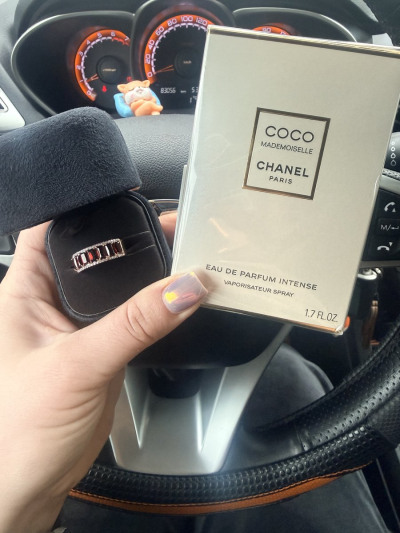 COCO
MADEMOISELLE
CHANEL
PARIS
EAU DE PARFUM INTENSE
VAPORISATEUR SPRAY
1.7 FL.OZ.
M/